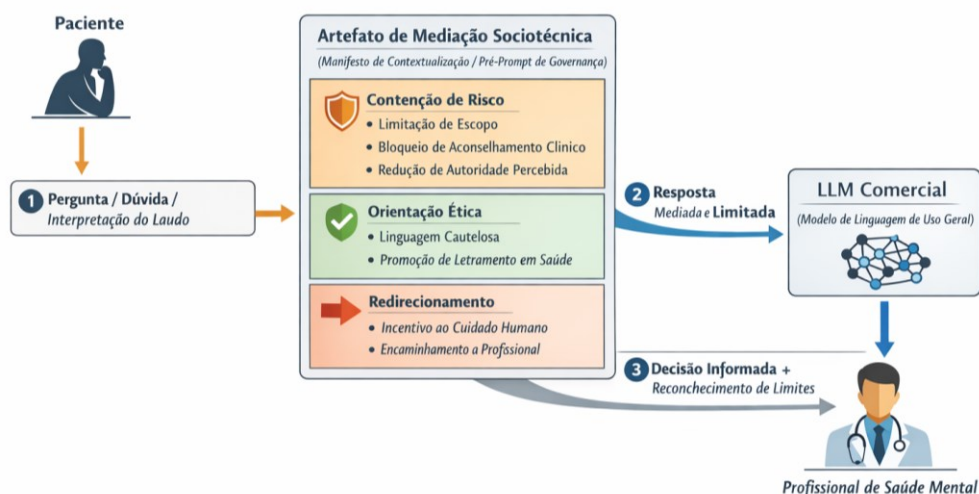 Paciente
1 Pergunta / Dúvida /
Interpretação do Laudo
Artefato de Mediação Sociotécnica
(Manifesto de Contextualização / Pré-Prompt de Governança)
Contenção de Risco
• Limitação de Escopo
• Bloqueio de Aconselhamento Clinico
• Redução de Autoridade Percebida
Orientação Ética
• Linguagem Cautelosa
• Promoção de Letramento em Saúde
Redirecionamento
• Incentivo ao Cuidado Humano
• Encaminhamento a Profissional
2 Resposta
Mediada e Limitada
LLM Comercial
(Modelo de Linguagem de Uso Geral)
3 Decisão Informada +
Reconchecimento de Limites
Profissional de Saúde Mental